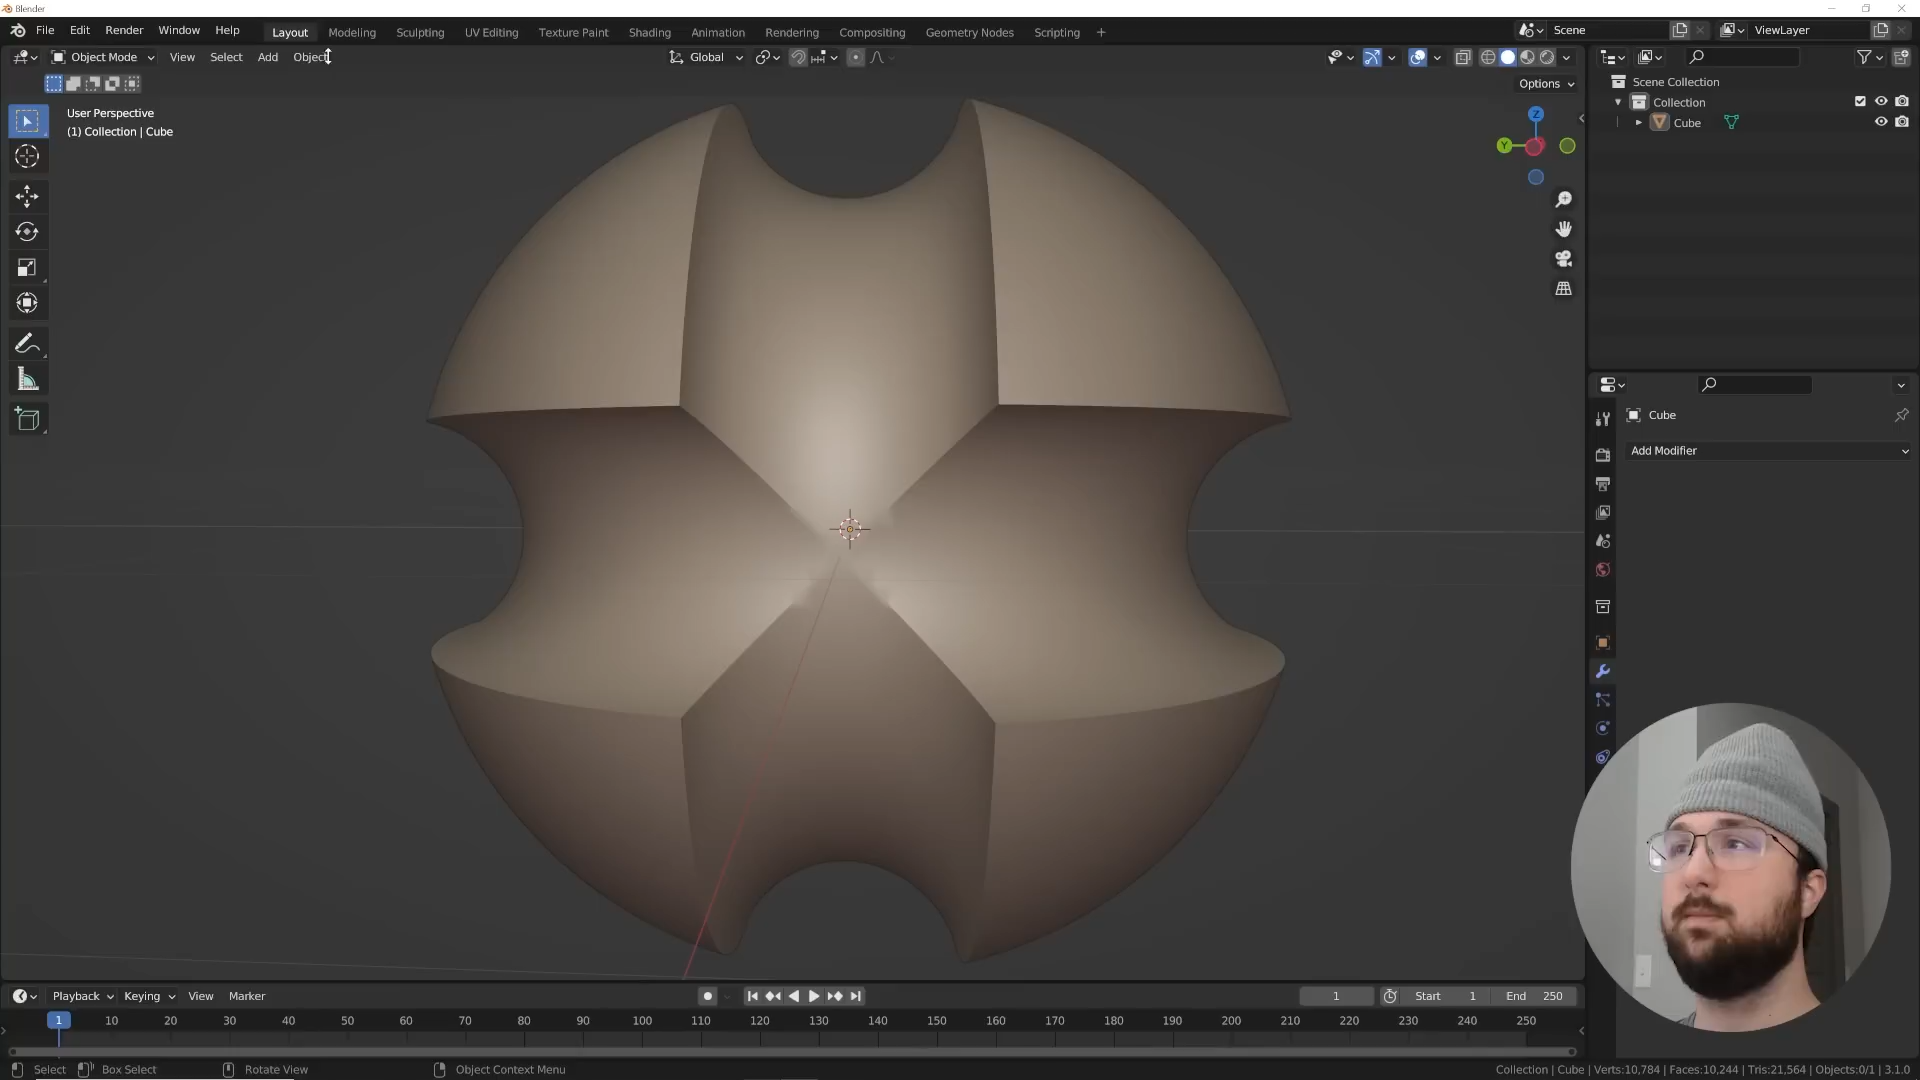 Blender
File Edit Render Window Help Layout Modeling Sculpting UV Editing Texture Paint Shading Animation Rendering Compositing Geometry Nodes Scripting + Scene ViewLayer
Object Mode View Select Add Object Global
Options
User Perspective
(1) Collection | Cube
Z
Y
Scene Collection
Collection
Cube
Cube
Add Modifier
Playback Keying View Marker 1 Start 1 End 250
1 10 20 30 40 50 60 70 80 90 100 110 120 130 140 150 160 170 180 190 200 210 220 230 240 250
Select Box Select Rotate View Object Context Menu Collection | Cube | Verts:10,784 | Faces:10,244 | Tris:21,564 | Objects:0/1 | 3.1.0